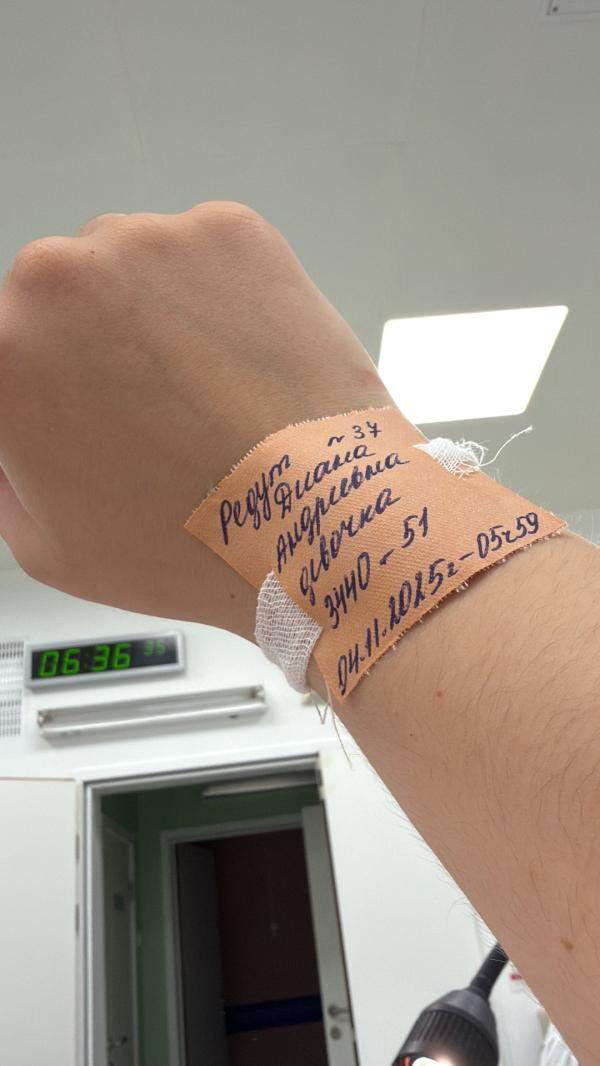 ~37
Редут
Диана
Андреевна
девочка
3440 - 51
04.11.2025г - 05ч59
06:36 35